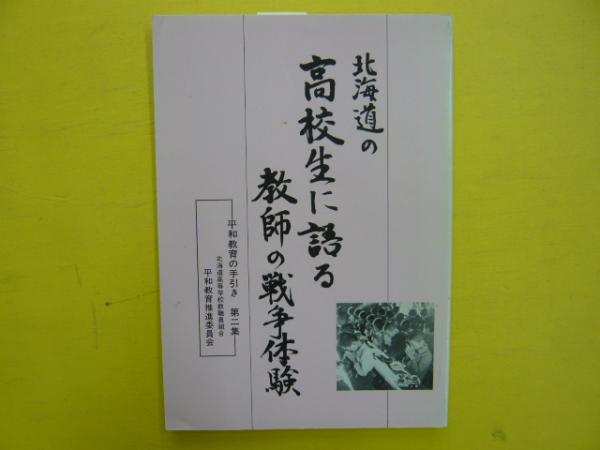 北海道の
高校生に語る
教師の戦争体験
平和教育の手引き 第二集
北海道高等学校教職員組合
平和教育推進委員会